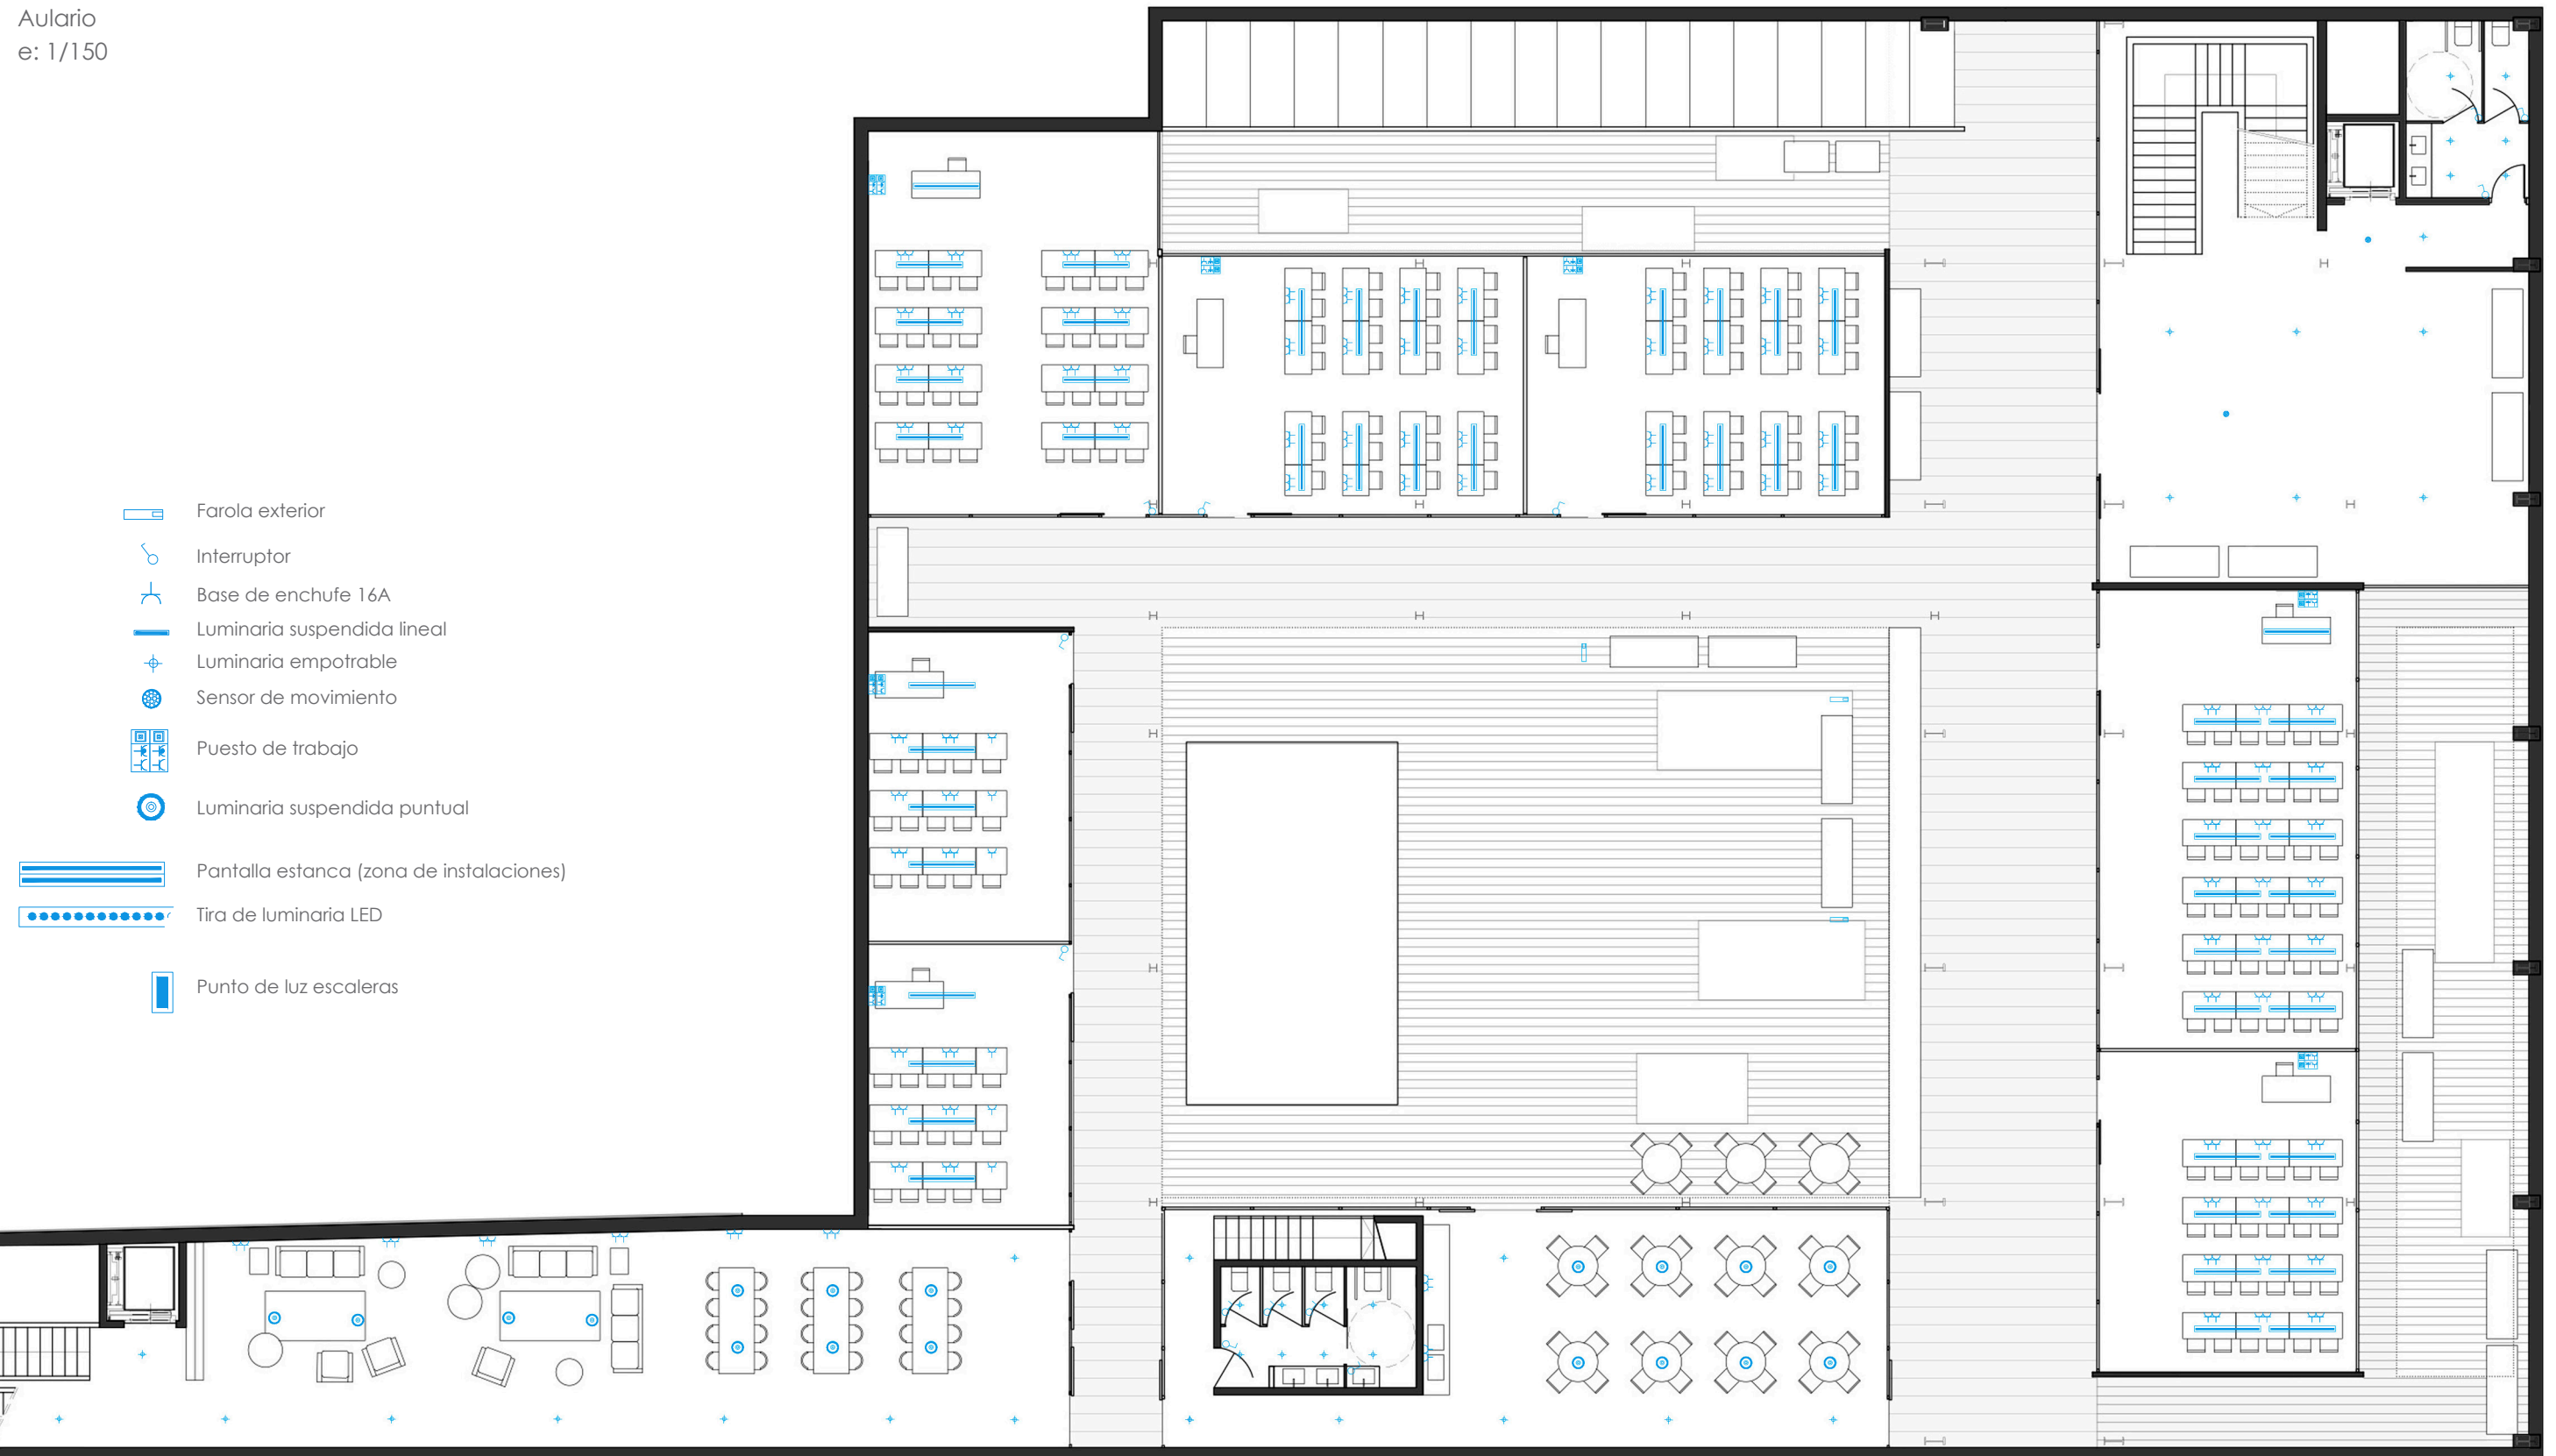 Aulario
e: 1/150
Farola exterior
Interruptor
Base de enchufe 16A
Luminaria suspendida lineal
Luminaria empotrable
Sensor de movimiento
Puesto de trabajo
Luminaria suspendida puntual
Pantalla estanca (zona de instalaciones)
Tira de luminaria LED
Punto de luz escaleras